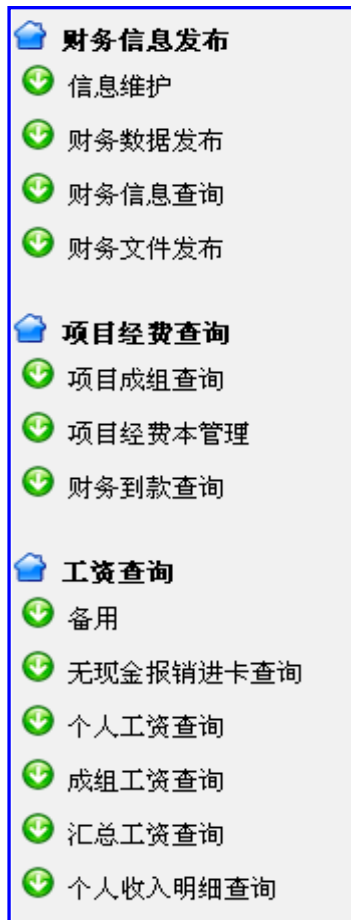 财务信息发布
信息维护
财务数据发布
财务信息查询
财务文件发布
项目经费查询
项目成组查询
项目经费本管理
财务到款查询
工资查询
备用
无现金报销进卡查询
个人工资查询
成组工资查询
汇总工资查询
个人收入明细查询